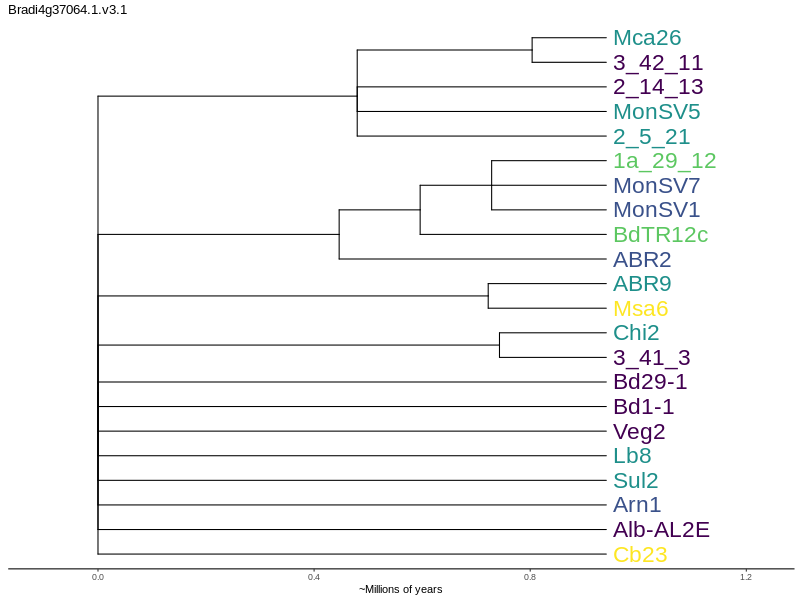 Bradi4g37064.1.v3.1
Mca26
3_42_11
2_14_13
MonSV5
2_5_21
1a_29_12
MonSV7
MonSV1
BdTR12c
ABR2
ABR9
Msa6
Chi2
3_41_3
Bd29-1
Bd1-1
Veg2
Lb8
Sul2
Arn1
Alb-AL2E
Cb23
0.0 0.4 0.8 1.2
~Millions of years